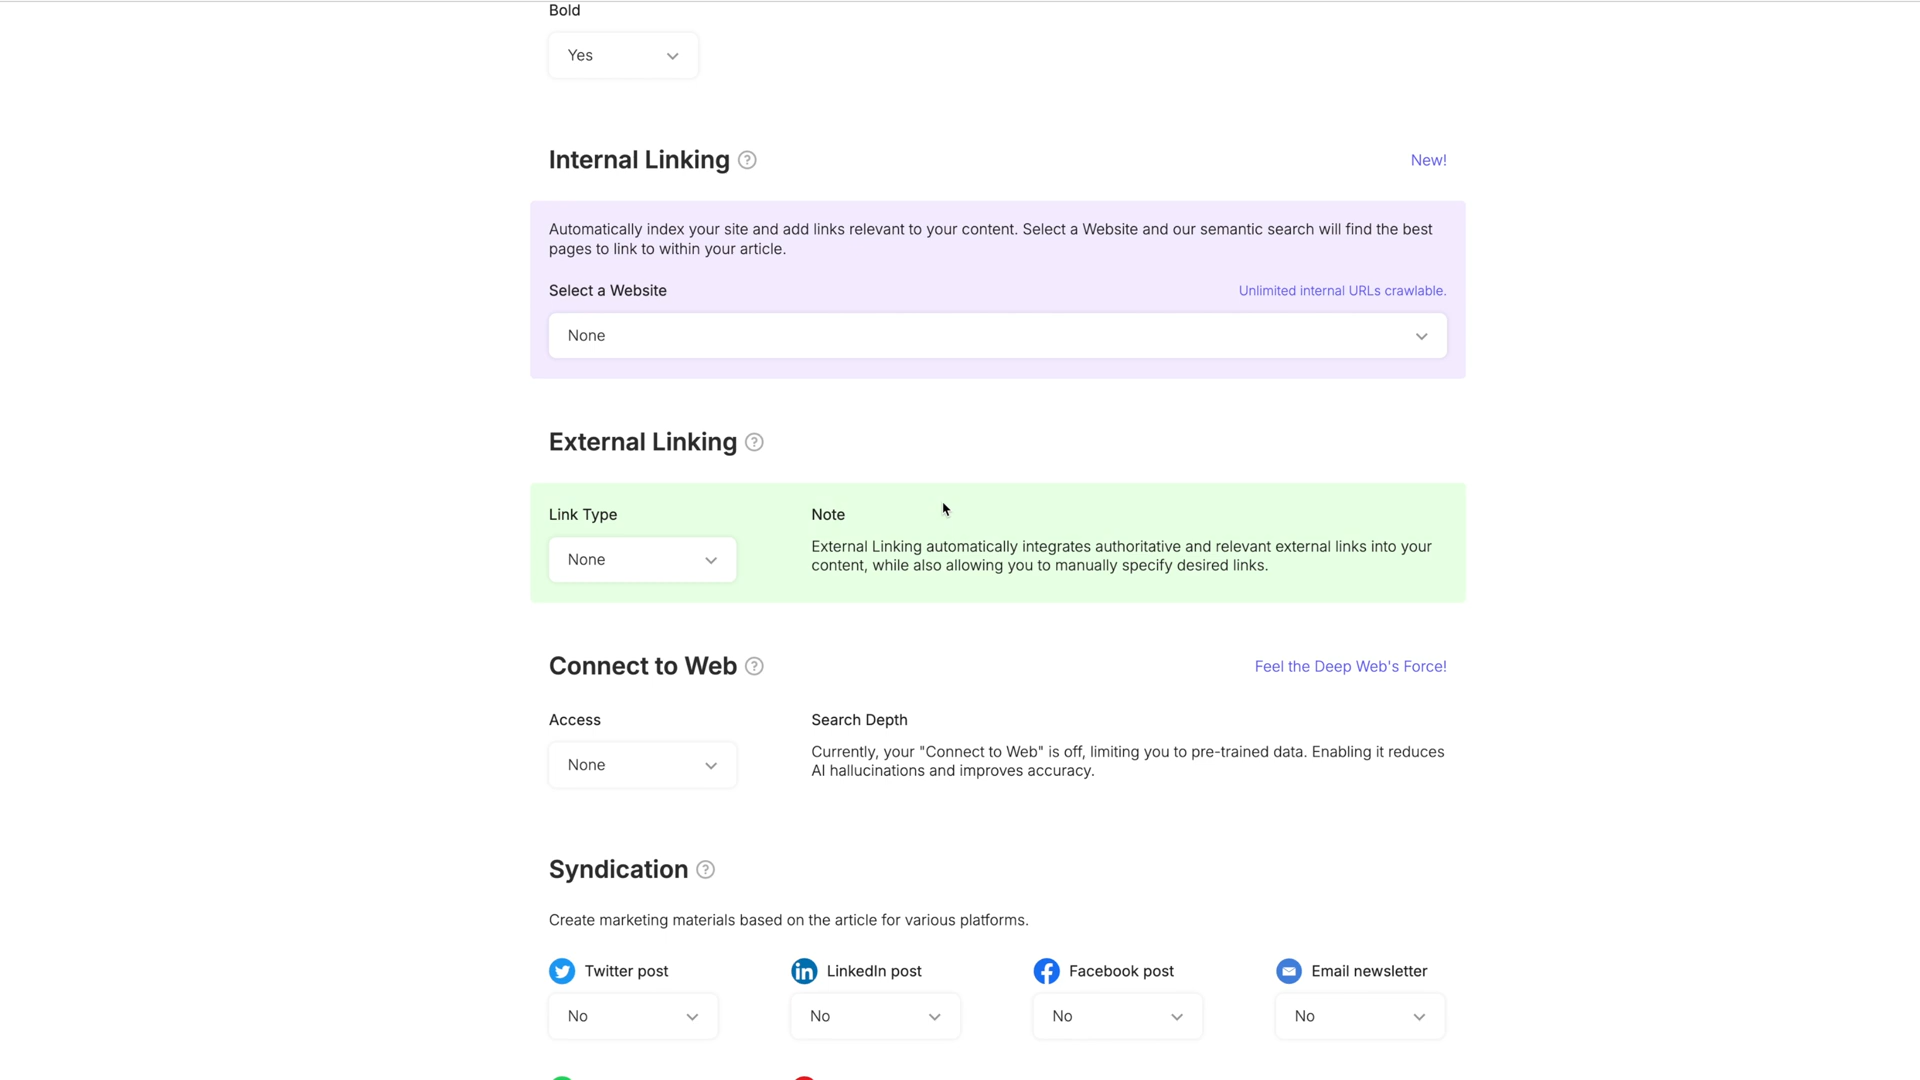 Bold
Yes
Internal Linking ?
New!
Automatically index your site and add links relevant to your content. Select a Website and our semantic search will find the best
pages to link to within your article.
Select a Website
Unlimited internal URLs crawlable.
None
External Linking ?
Link Type
Note
None
External Linking automatically integrates authoritative and relevant external links into your
content, while also allowing you to manually specify desired links.
Connect to Web ?
Feel the Deep Web's Force!
Access
Search Depth
None
Currently, your "Connect to Web" is off, limiting you to pre-trained data. Enabling it reduces
AI hallucinations and improves accuracy.
Syndication ?
Create marketing materials based on the article for various platforms.
Twitter post
in LinkedIn post
Facebook post
Email newsletter
No
No
No
No